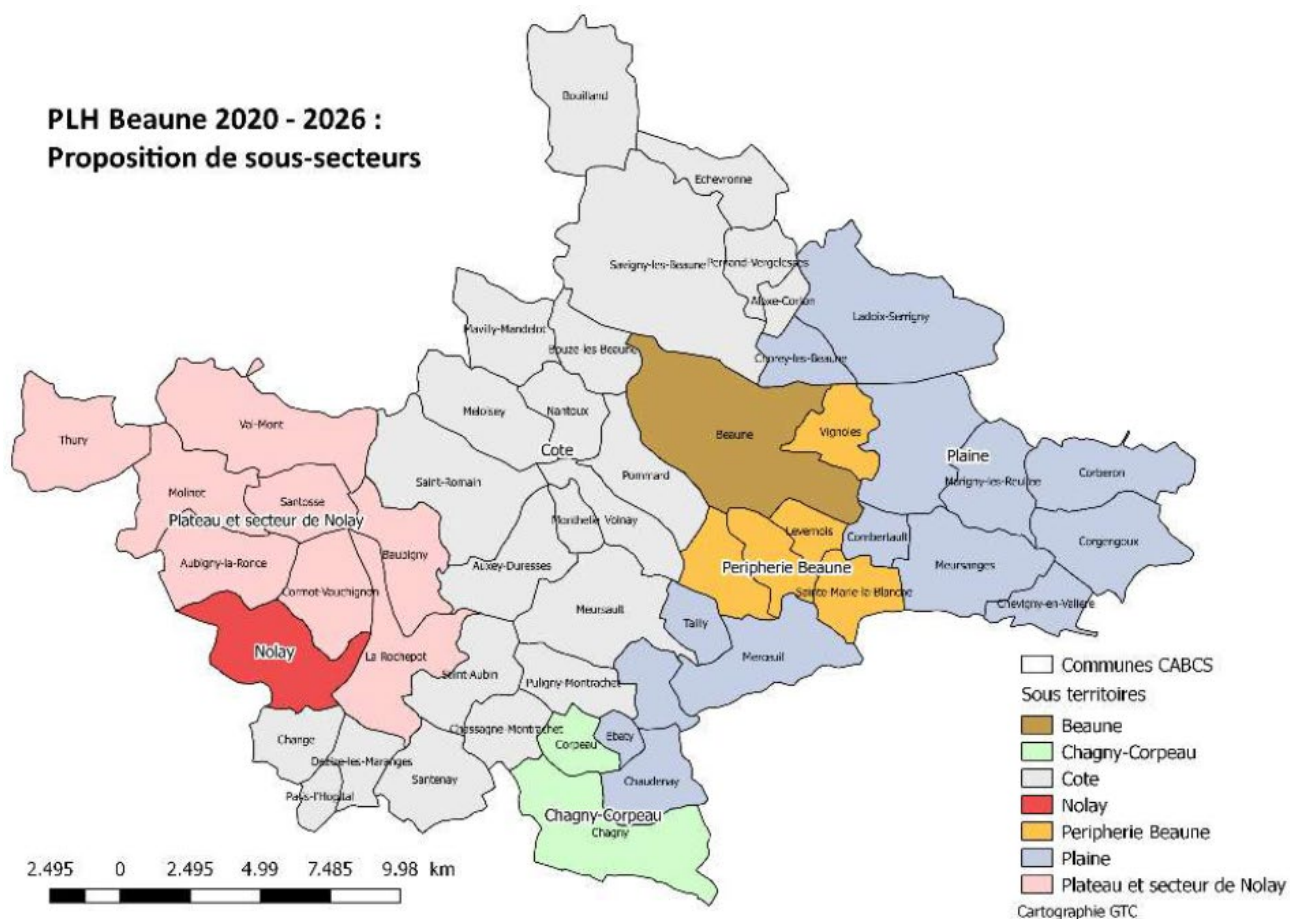 PLH Beaune 2020 - 2026 :
Proposition de sous-secteurs
Bouilland
Echevronne
Savigny-les-Beaune
Pernand-Vergelesses
Aloxe-Corton
Ladoix-Serrigny
Mavilly-Mandelot
Bouze-les-Beaune
Chorey-les-Beaune
Thury
Val-Mont
Meloisey
Nantoux
Beaune
Vignoles
Cote
Plaine
Corberon
Molinot
Santosse
Saint-Romain
Pommard
Marigny-les-Reullee
Plateau et secteur de Nolay
Monthelie
Volnay
Levernois
Combertault
Corgengoux
Aubigny-la-Ronce
Baubigny
Auxey-Duresses
Peripherie Beaune
Meursanges
Cormot-Vauchignon
Sainte Marie la Blanche
Meursault
Chevigny-en-Valiere
Tailly
Nolay
La Rochepot
Merceuil
Saint-Aubin
Puligny-Montrachet
Change
Chassagne-Montrachet
Corpeau
Ebaty
Dezize-les-Maranges
Santenay
Chaudenay
Paris-l'Hopital
Chagny-Corpeau
Chagny
Communes CABCS
Sous territoires
Beaune
Chagny-Corpeau
Cote
Nolay
Peripherie Beaune
Plaine
Plateau et secteur de Nolay
Cartographie GTC
2.495 0 2.495 4.99 7.485 9.98 km